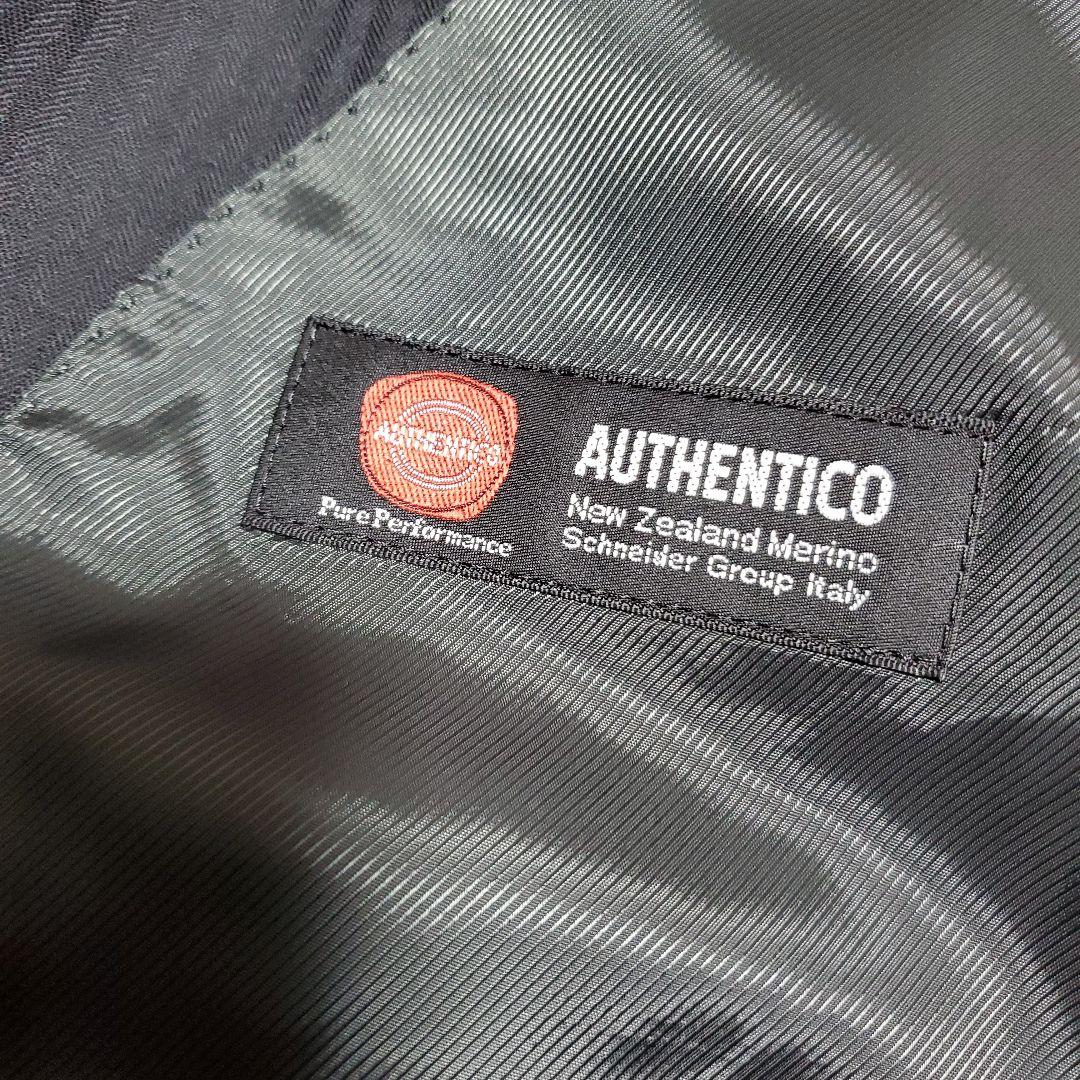 AUTHENTICO
Pure Performance
AUTHENTICO
New Zealand Merino
Schneider Group Italy